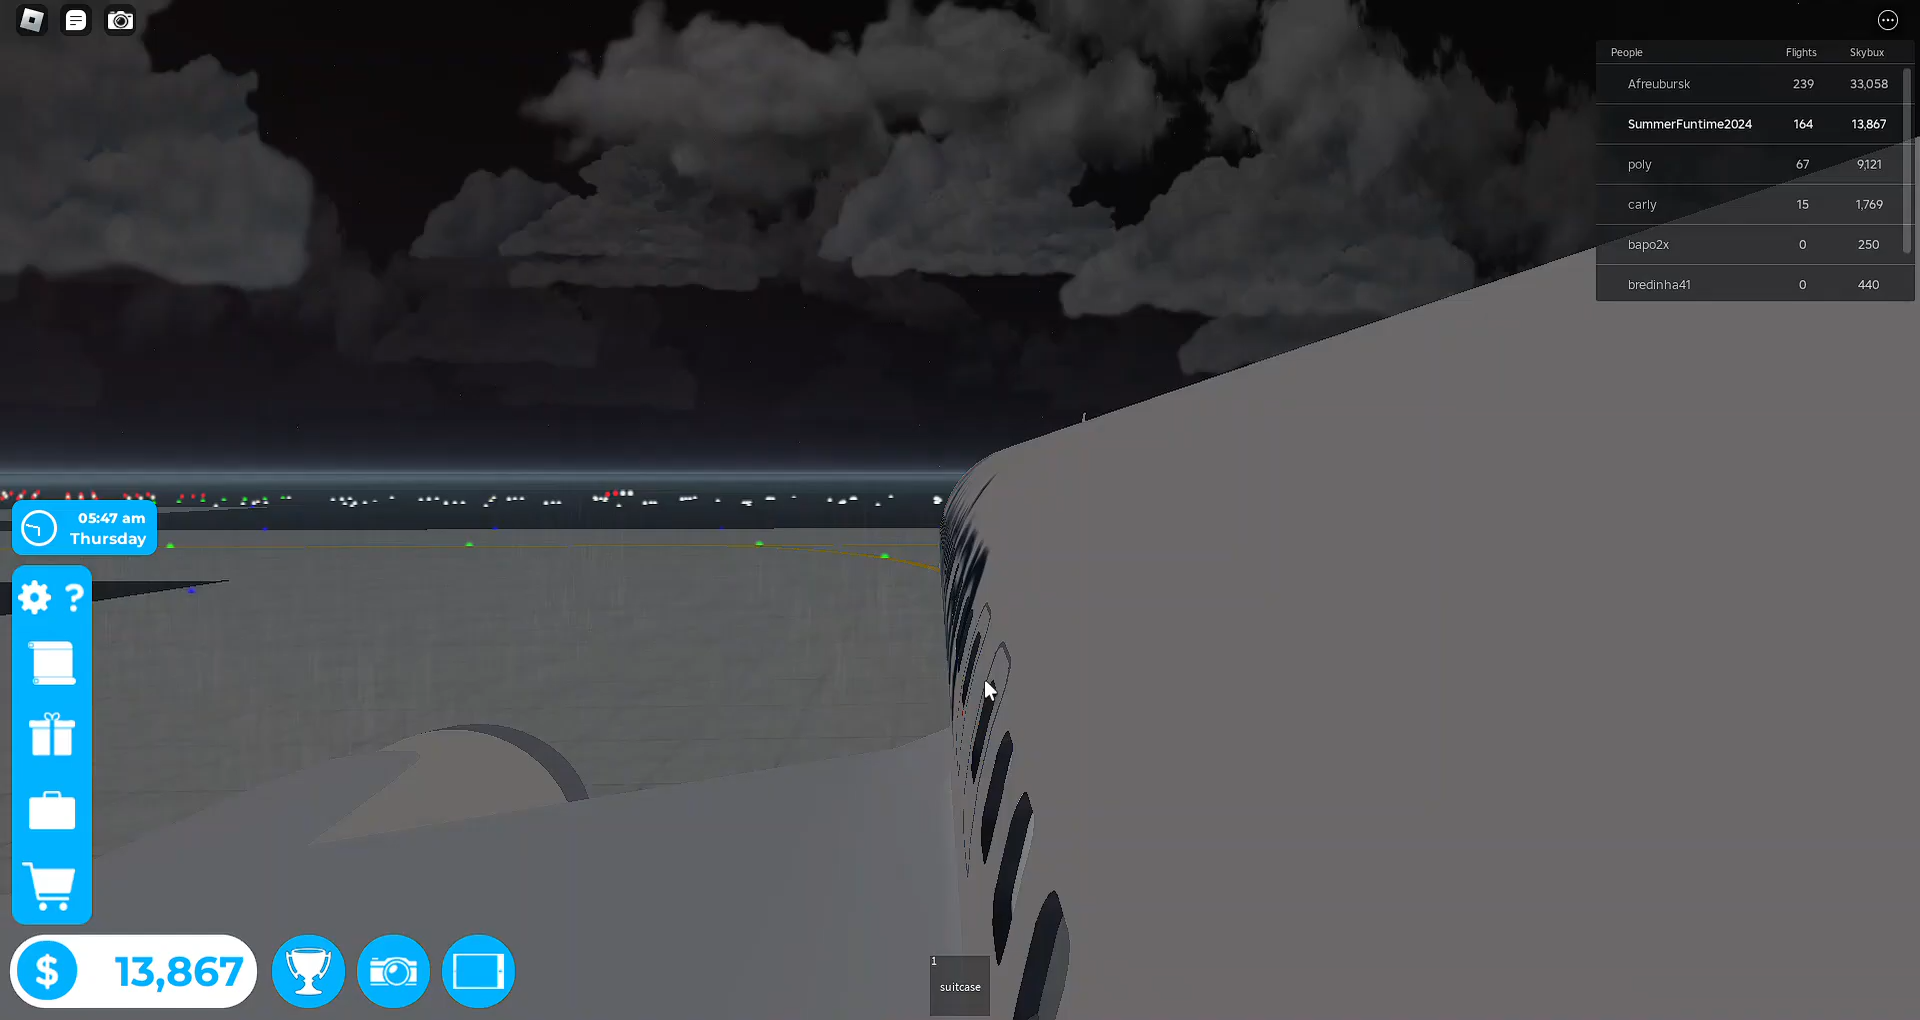 People Flights Skybux
Afreubursk 239 33,058
SummerFuntime2024 164 13,867
poly 67 9,121
carly 15 1,769
bapo2x 0 250
bredinha41 0 440
05:47 am
Thursday
?
$ 13,867
1
suitcase